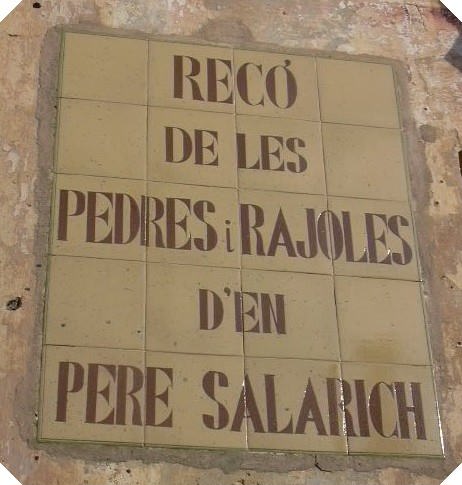 RECÓ
DE LES
PEDRES i RAJOLES
D'EN
PERE SALARICH